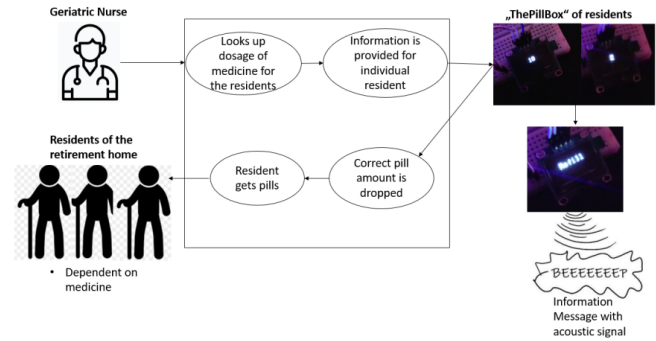 Geriatric Nurse
„ThePillBox“ of residents
Looks up
dosage of
medicine for
the residents
Information is
provided for
individual
resident
10
Residents of the
retirement home
Resident
gets pills
Correct pill
amount is
dropped
• Dependent on
medicine
BEEEEEEEP
Information
Message with
acoustic signal